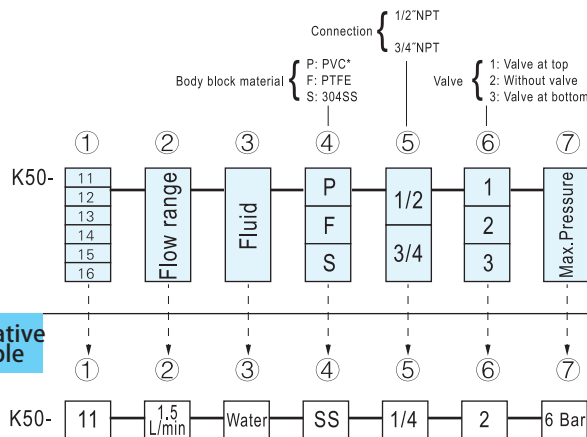 Connection { 1/2˝NPT
3/4˝NPT
Body block material { P: PVC*
F: PTFE
S: 304SS
Valve { 1: Valve at top
2: Without valve
3: Valve at bottom
① ② ③ ④ ⑤ ⑥ ⑦
K50-
11
12
13
14
15
16
Flow range
Fluid
P
F
S
1/2
3/4
1
2
3
Max.Pressure
① ② ③ ④ ⑤ ⑥ ⑦
K50- 11 1.5 L/min Water SS 1/4 2 6 Bar